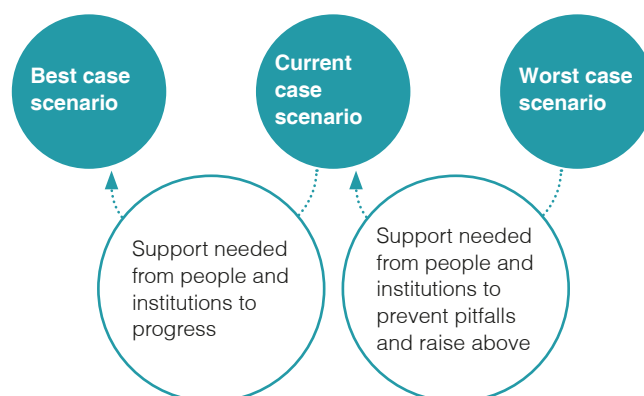 Best case
scenario
Current
case
scenario
Worst case
scenario
Support needed
from people and
institutions to
progress
Support needed
from people and
institutions to
prevent pitfalls
and raise above